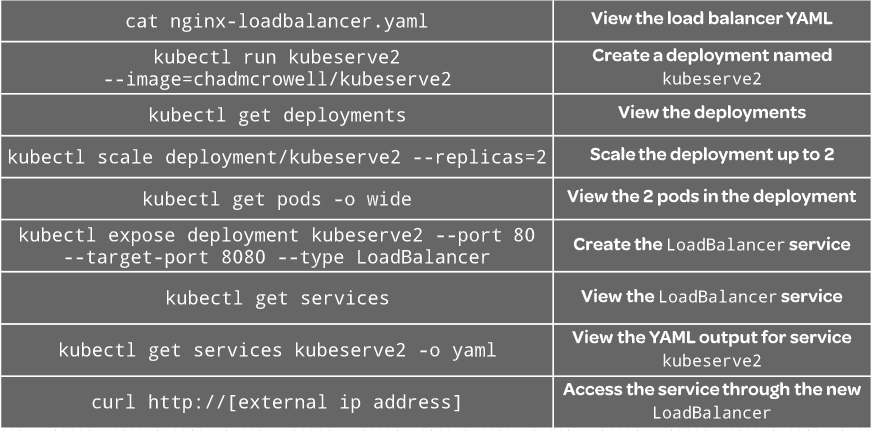 cat nginx-loadbalancer.yaml
View the load balancer YAML
kubectl run kubeserve2
--image=chadmcrowell/kubeserve2
Create a deployment named
kubeserve2
kubectl get deployments
View the deployments
kubectl scale deployment/kubeserve2 --replicas=2
Scale the deployment up to 2
kubectl get pods -o wide
View the 2 pods in the deployment
kubectl expose deployment kubeserve2 --port 80
--target-port 8080 --type LoadBalancer
Create the LoadBalancer service
kubectl get services
View the LoadBalancer service
kubectl get services kubeserve2 -o yaml
View the YAML output for service
kubeserve2
curl http://[external ip address]
Access the service through the new
LoadBalancer